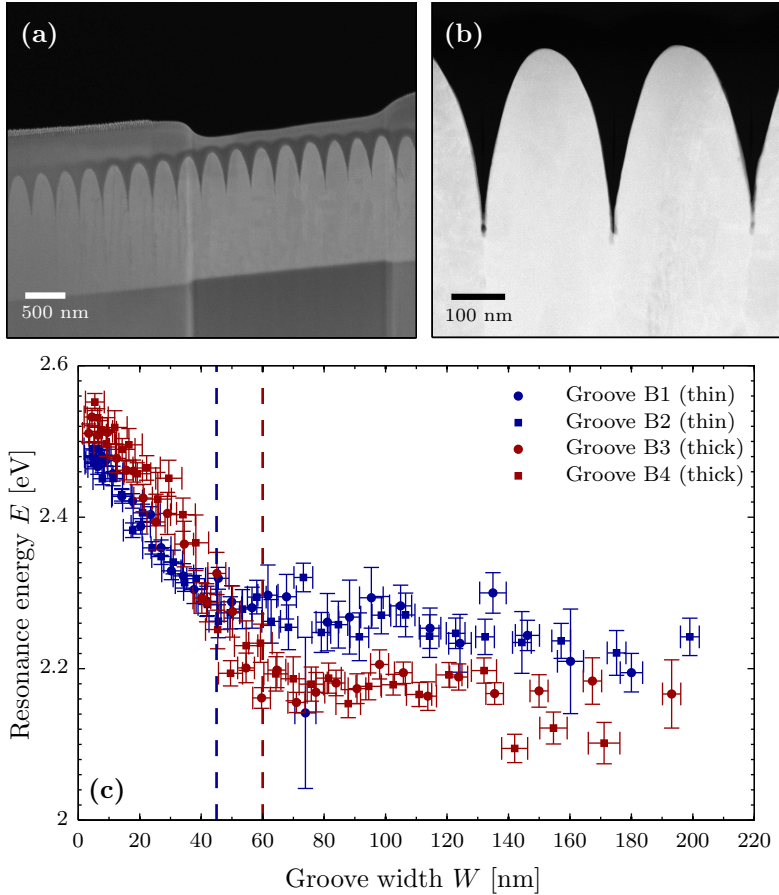 (a)
500 nm
(b)
100 nm
2.6
2.4
2.2
2
Resonance energy E [eV]
Groove B1 (thin)
Groove B2 (thin)
Groove B3 (thick)
Groove B4 (thick)
(c)
0 20 40 60 80 100 120 140 160 180 200 220
Groove width W [nm]